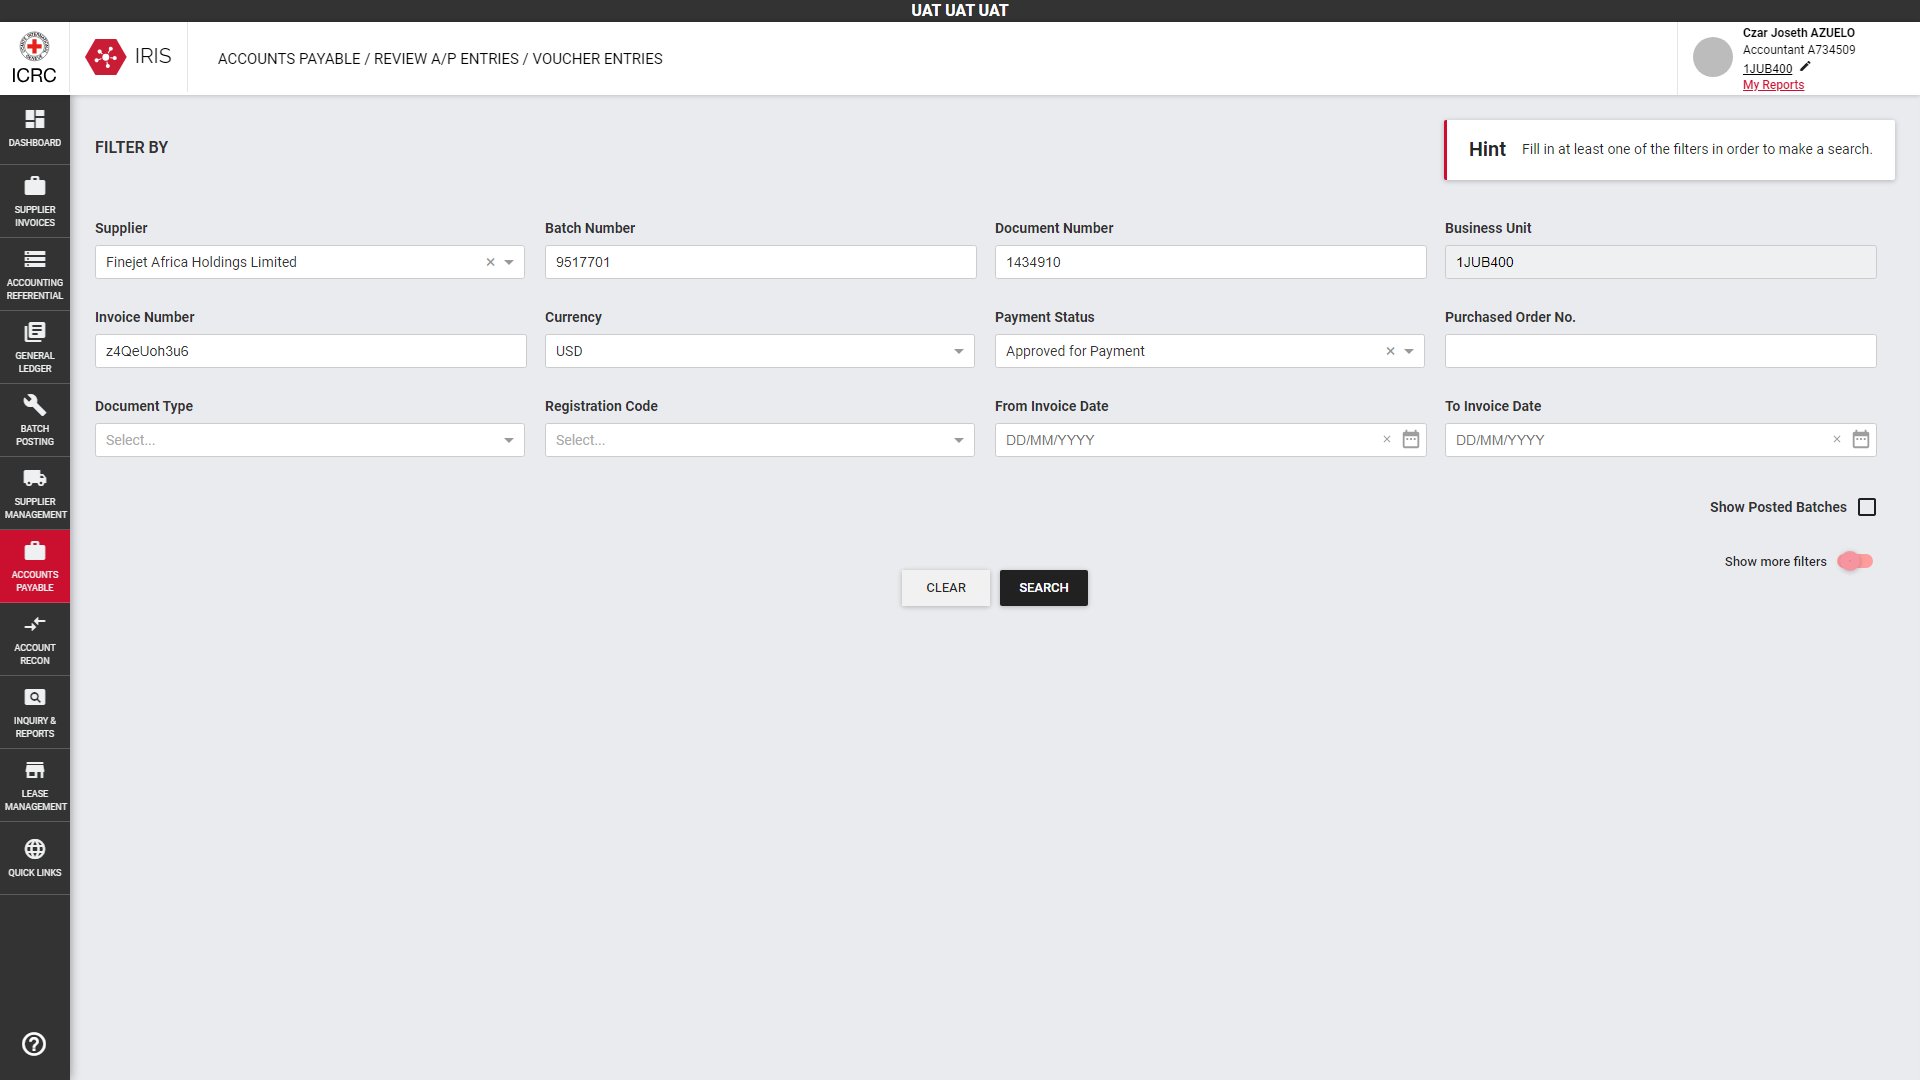 UAT UAT UAT
ICRC
IRIS
ACCOUNTS PAYABLE / REVIEW A/P ENTRIES / VOUCHER ENTRIES
Czar Joseth AZUELO
Accountant A734509
1JUB400
My Reports
DASHBOARD
SUPPLIER
INVOICES
ACCOUNTING
REFERENTIAL
GENERAL
LEDGER
BATCH
POSTING
SUPPLIER
MANAGEMENT
ACCOUNTS
PAYABLE
ACCOUNT
RECON
INQUIRY &
REPORTS
LEASE
MANAGEMENT
QUICK LINKS
FILTER BY
Hint Fill in at least one of the filters in order to make a search.
Supplier Batch Number Document Number Business Unit
Finejet Africa Holdings Limited 9517701 1434910 1JUB400
Invoice Number Currency Payment Status Purchased Order No.
z4QeUoh3u6 USD Approved for Payment
Document Type Registration Code From Invoice Date To Invoice Date
Select... Select... DD/MM/YYYY DD/MM/YYYY
Show Posted Batches
Show more filters
CLEAR SEARCH